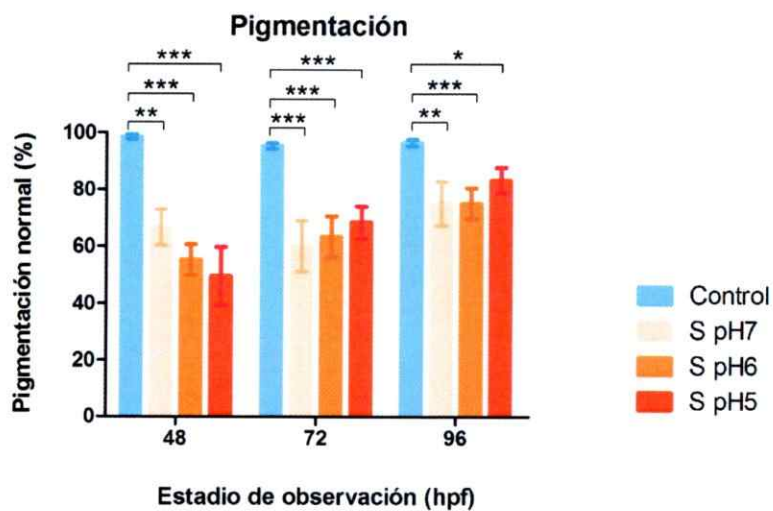 Pigmentación
*** *** *
*** *** ***
** *** **
Pigmentación normal (%)
100
80
60
40
20
0
48 72 96
Estadio de observación (hpf)
Control
S pH7
S pH6
S pH5